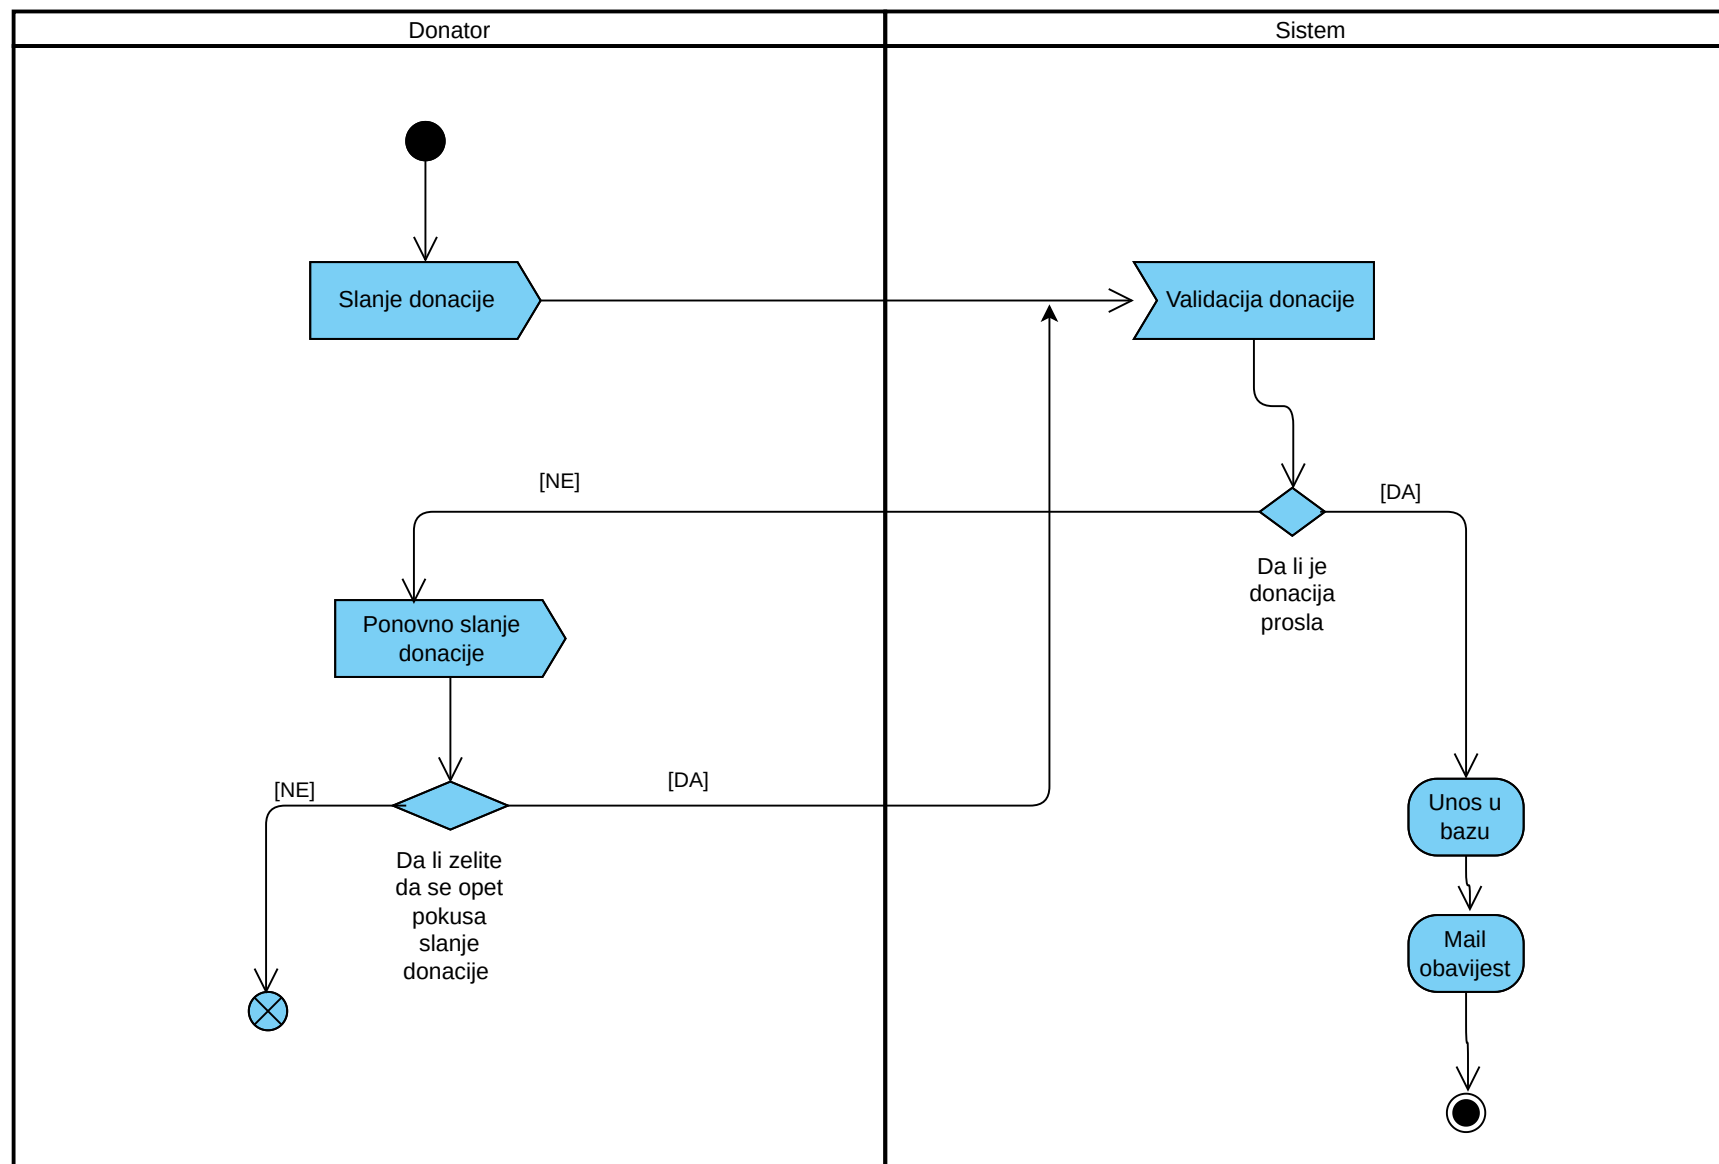 Donator
Sistem
Slanje donacije
Validacija donacije
[NE]
[DA]
Da li je
donacija
prosla
Ponovno slanje
donacije
[NE]
[DA]
Da li zelite
da se opet
pokusa
slanje
donacije
Unos u
bazu
Mail
obavijest